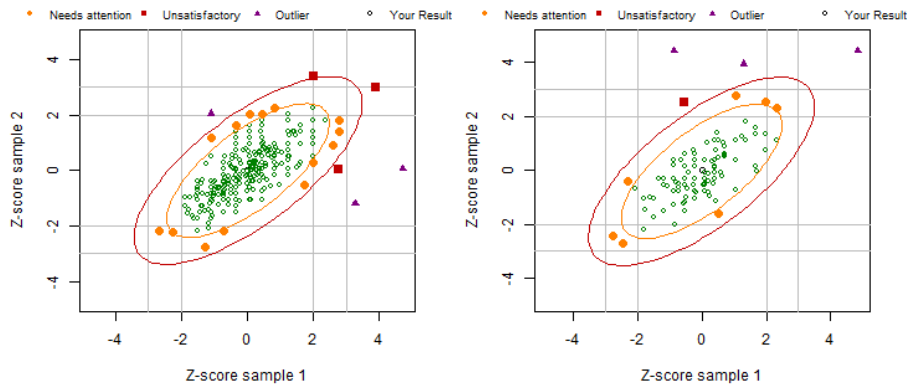 Needs attention Unsatisfactory Outlier Your Result
4
2
0
-2
-4
Z-score sample 2
-4 -2 0 2 4
Z-score sample 1
Needs attention Unsatisfactory Outlier Your Result
4
2
0
-2
-4
Z-score sample 2
-4 -2 0 2 4
Z-score sample 1